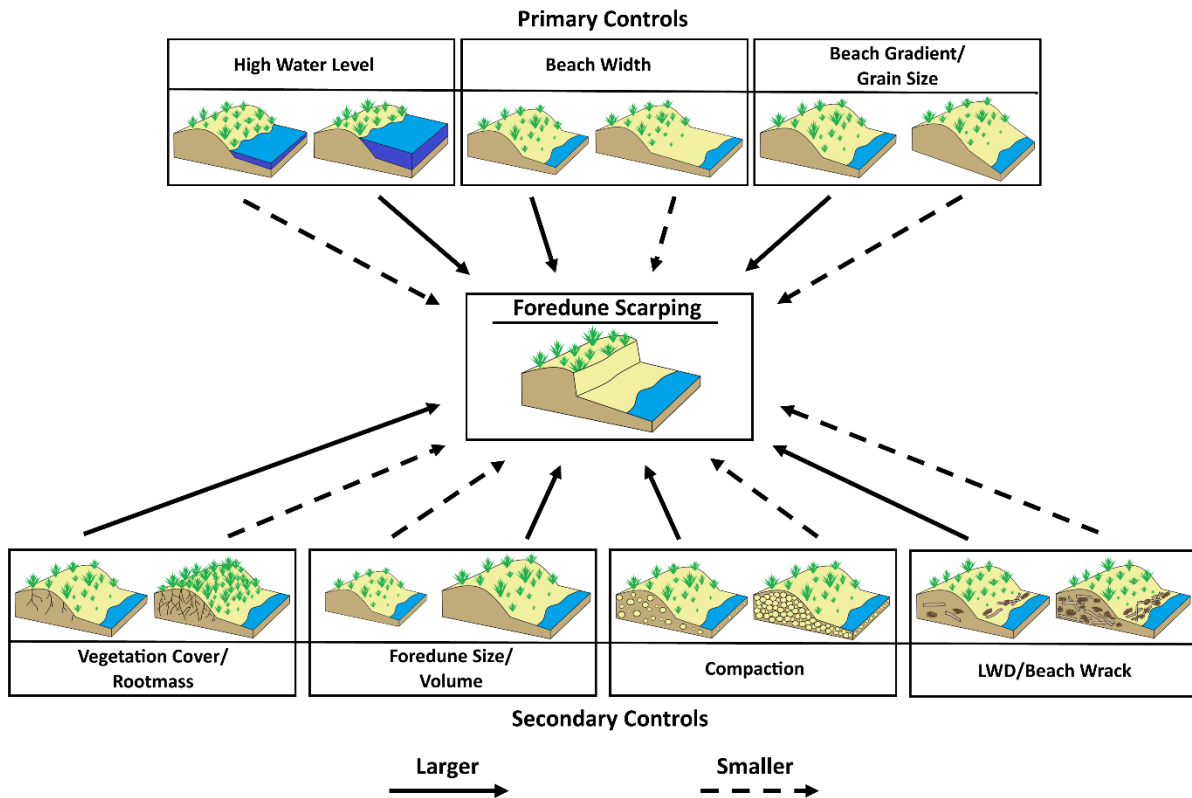 Primary Controls
High Water Level
Beach Width
Beach Gradient/
Grain Size
Foredune Scarping
Vegetation Cover/
Rootmass
Foredune Size/
Volume
Compaction
LWD/Beach Wrack
Secondary Controls
Larger
Smaller